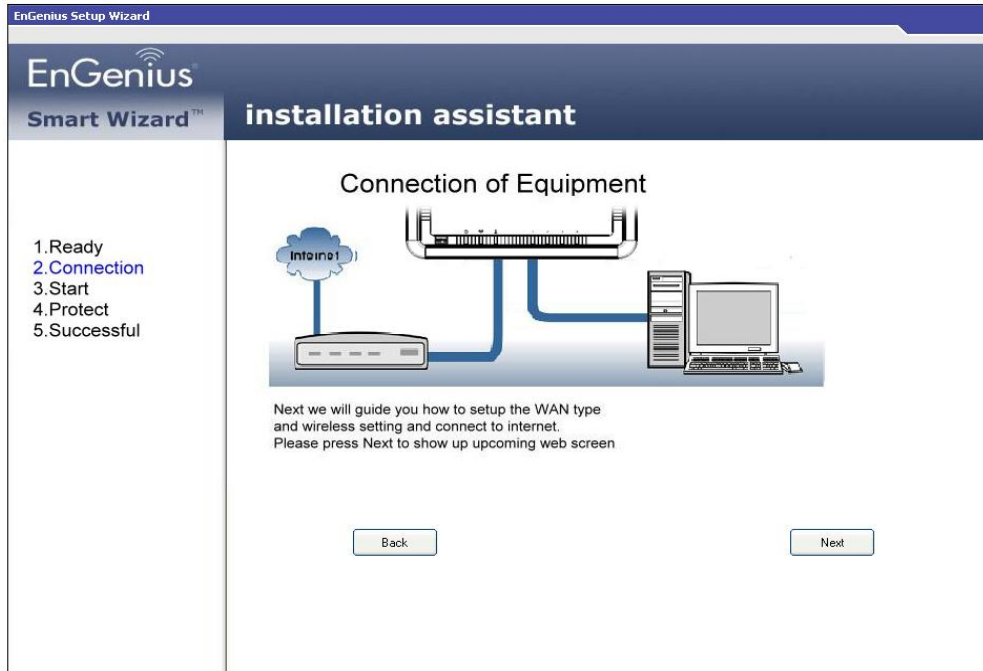 EnGenius Setup Wizard
EnGenius
Smart Wizard™
installation assistant
1.Ready
2.Connection
3.Start
4.Protect
5.Successful
Connection of Equipment
Internet
Next we will guide you how to setup the WAN type
and wireless setting and connect to internet.
Please press Next to show up upcoming web screen
Back
Next